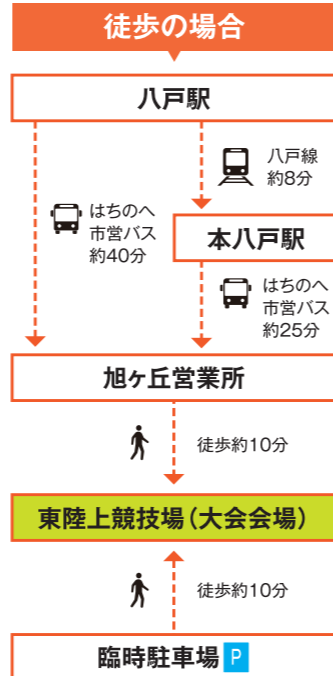 徒歩の場合
八戸駅
八戸線
約8分
はちのへ
市営バス
約40分
本八戸駅
はちのへ
市営バス
約25分
旭ヶ丘営業所
徒歩約10分
東陸上競技場(大会会場)
徒歩約10分
臨時駐車場 P